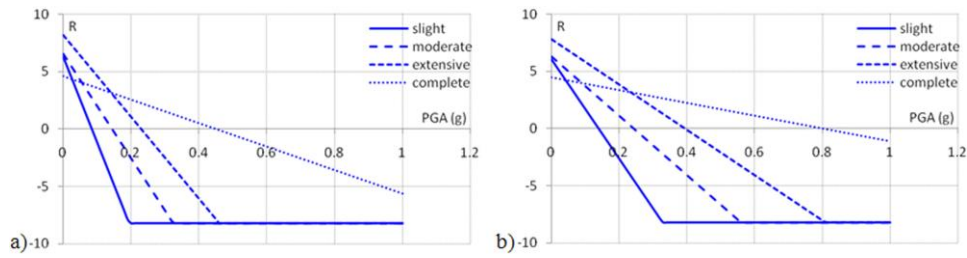 10
R
slight
moderate
5
extensive
complete
PGA (g)
0
0 0.2 0.4 0.6 0.8 1 1.2
-5
a) -10
10
R
slight
moderate
5
extensive
complete
PGA (g)
0
0 0.2 0.4 0.6 0.8 1 1.2
-5
b) -10